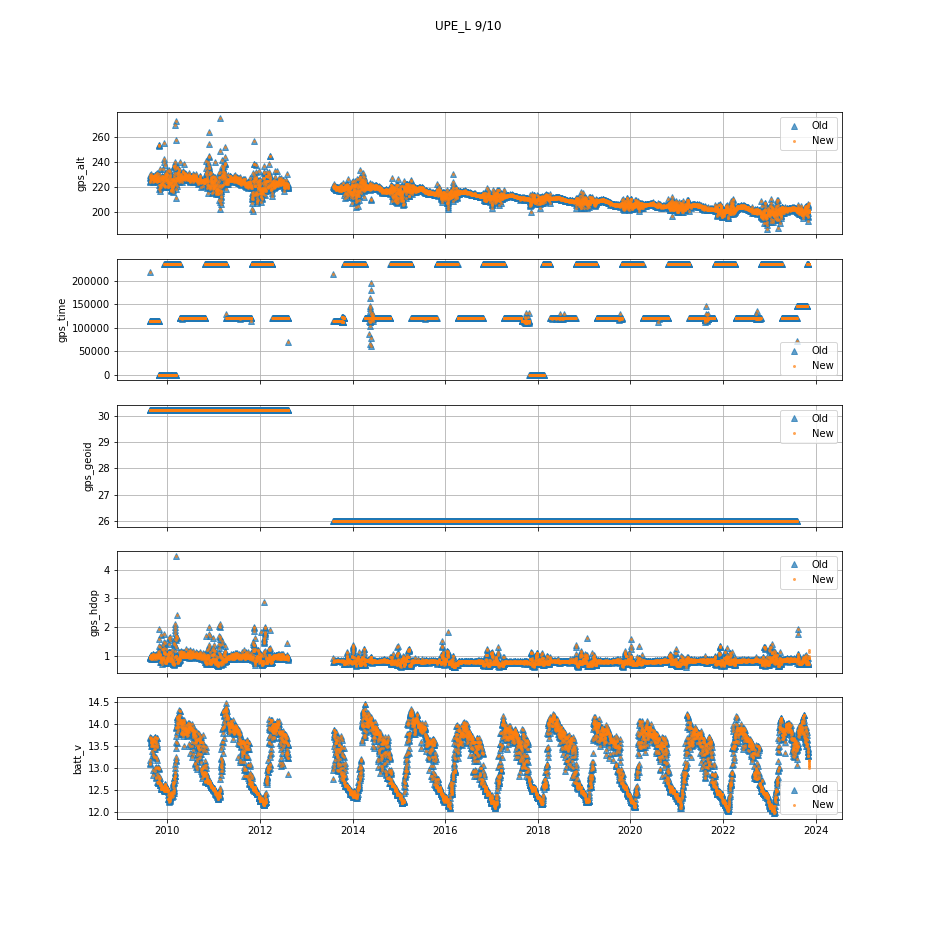 UPE_L 9/10
gps_alt
260
240
220
200
Old
New
gps_time
200000
150000
100000
50000
0
Old
New
gps_geoid
30
29
28
27
26
Old
New
gps_hdop
4
3
2
1
Old
New
batt_v
14.5
14.0
13.5
13.0
12.5
12.0
Old
New
2010 2012 2014 2016 2018 2020 2022 2024